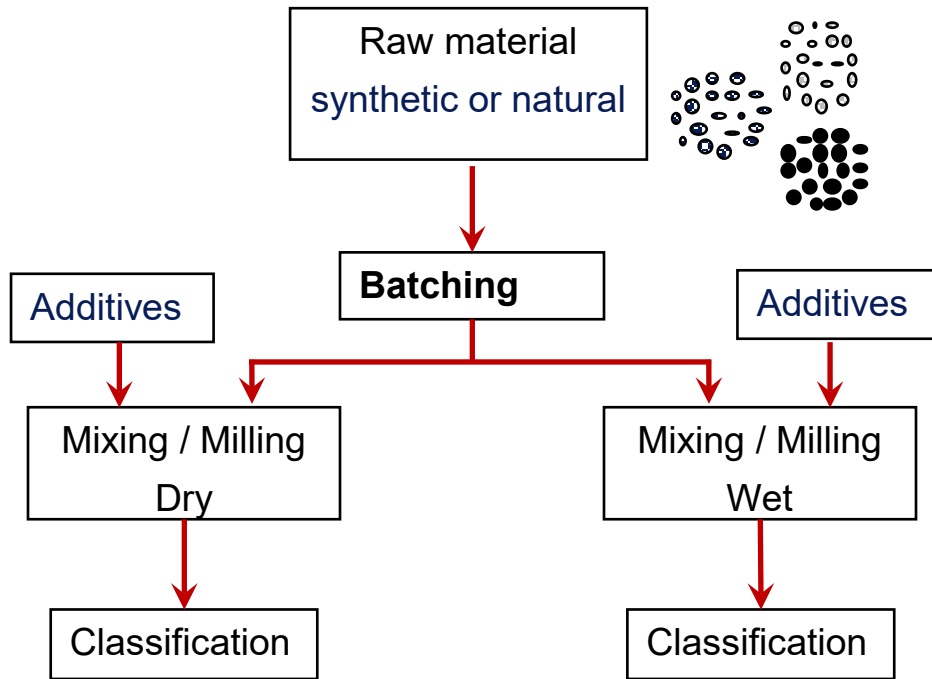 Raw material
synthetic or natural
Batching
Additives
Additives
Mixing / Milling
Dry
Mixing / Milling
Wet
Classification
Classification